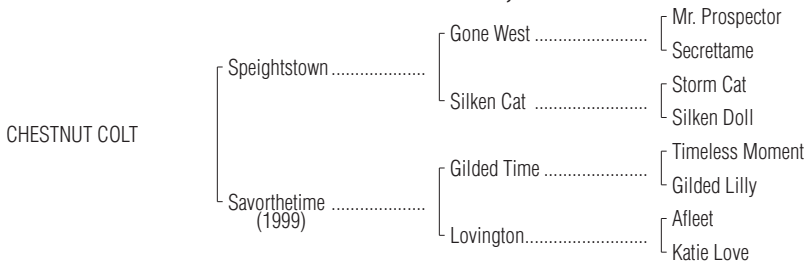 Mr. Prospector
Gone West ....................
Secrettame
Speightstown .....................
Storm Cat
Silken Cat ....................
Silken Doll
CHESTNUT COLT
Timeless Moment
Gilded Time ....................
Gilded Lilly
Savorthetime .....................
(1999)
Afleet
Lovington.......................
Katie Love